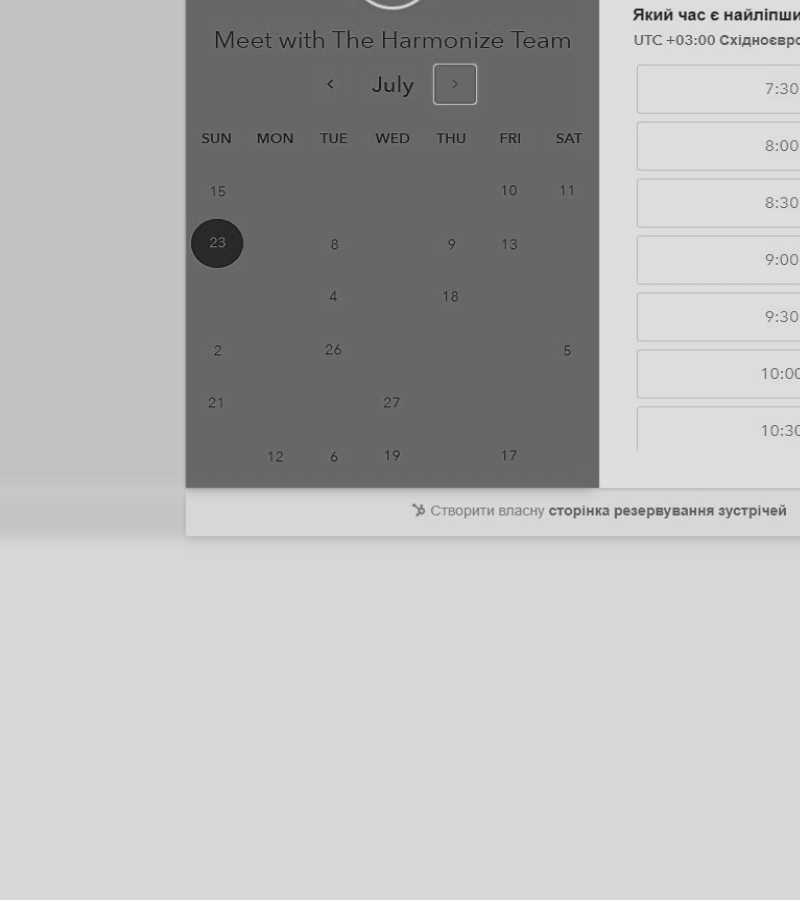 Meet with The Harmonize Team
July
SUN MON TUE WED THU FRI SAT
15 10 11
23 8 9 13
4 18
2 26 5
21 27
12 6 19 17
Який час є найліпши
UTC +03:00 Східноєвро
7:30
8:00
8:30
9:00
9:30
10:00
10:30
Створити власну сторінка резервування зустрічей